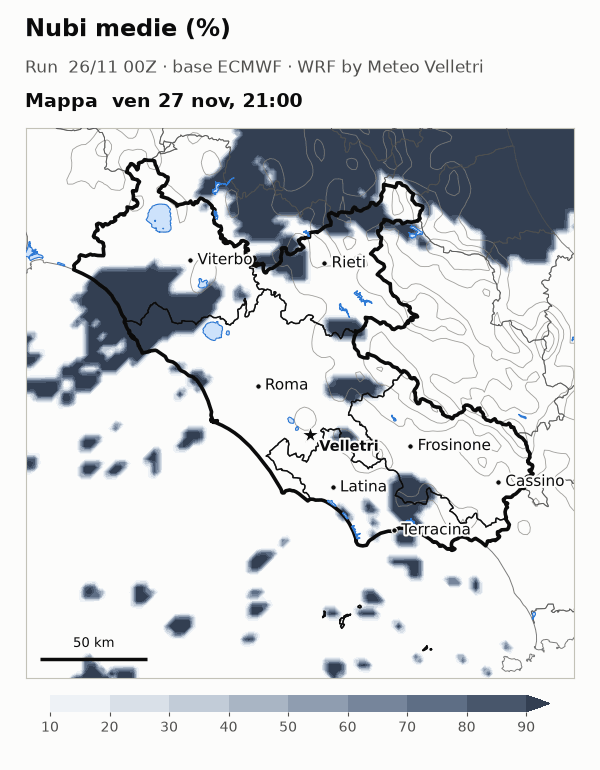 Nubi medie (%)
Run  26/11 00Z · base ECMWF · WRF by Meteo Velletri
Mappa  ven 27 nov, 21:00
Viterbo
Rieti
Roma
Velletri
Frosinone
Cassino
Latina
Terracina
50 km
10 20 30 40 50 60 70 80 90